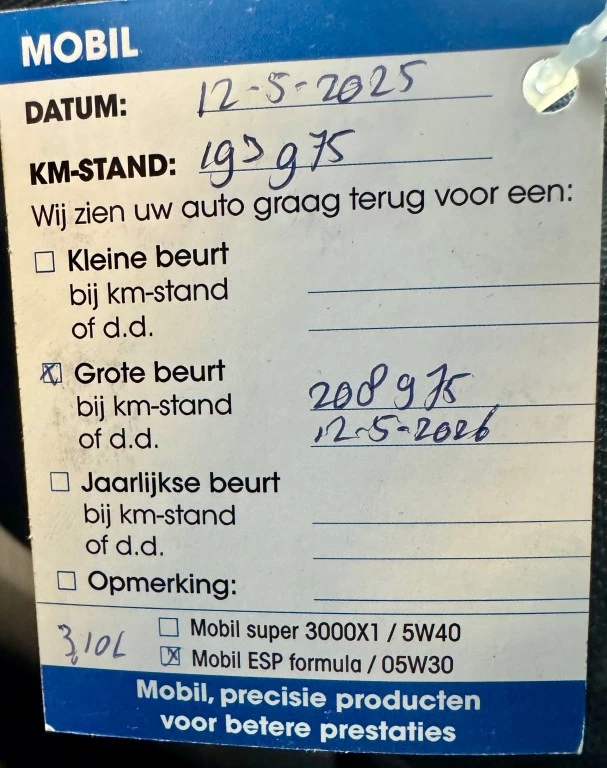 MOBIL
DATUM: 12-5-2025
KM-STAND: 193975
Wij zien uw auto graag terug voor een:
Kleine beurt
bij km-stand
of d.d.
Grote beurt
bij km-stand 208975
of d.d. 12-5-2026
Jaarlijkse beurt
bij km-stand
of d.d.
Opmerking:
3,10L Mobil super 3000X1 / 5W40
Mobil ESP formula / 05W30
Mobil, precisie producten
voor betere prestaties